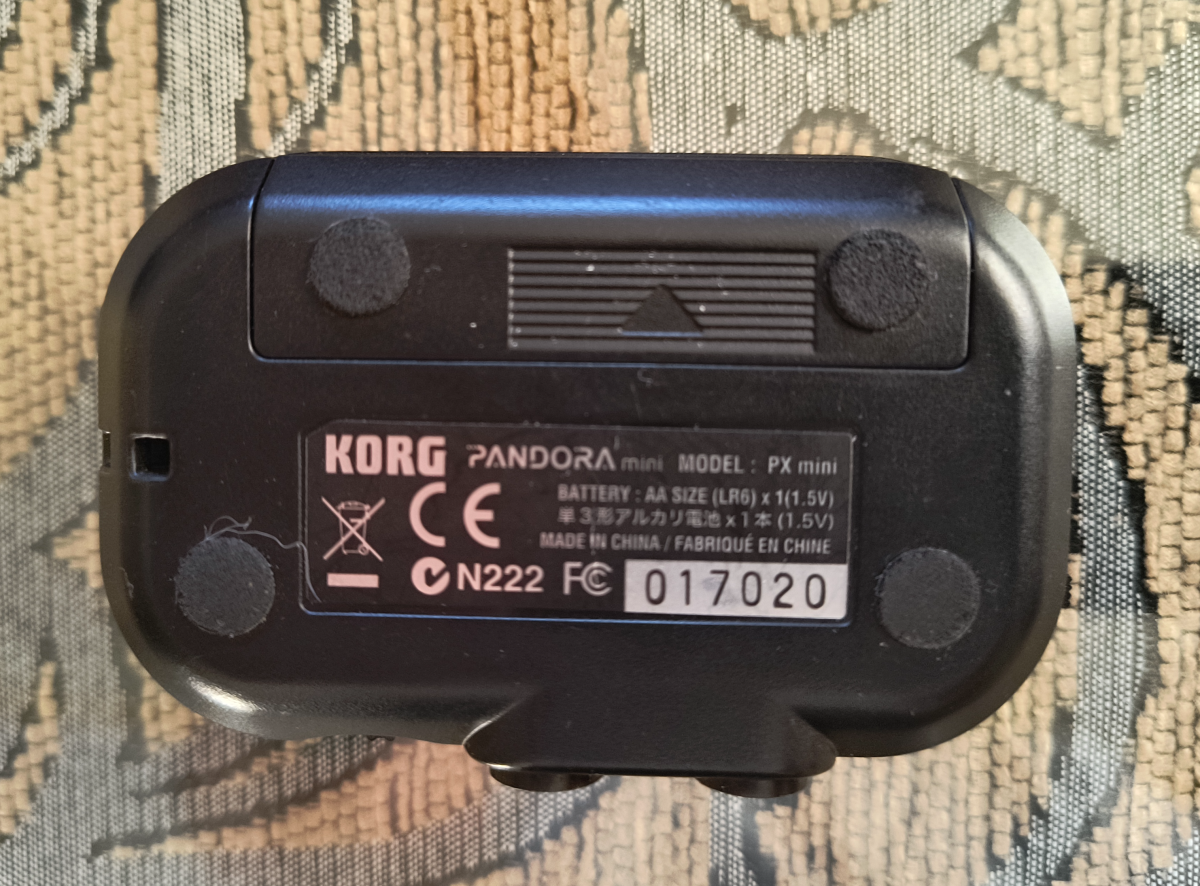 KORG PANDORA mini MODEL : PX mini
CE
BATTERY : AA SIZE (LR6) x 1(1.5V)
単3形アルカリ電池 x 1本 (1.5V)
MADE IN CHINA / FABRIQUÉ EN CHINE
N222 FC 017020